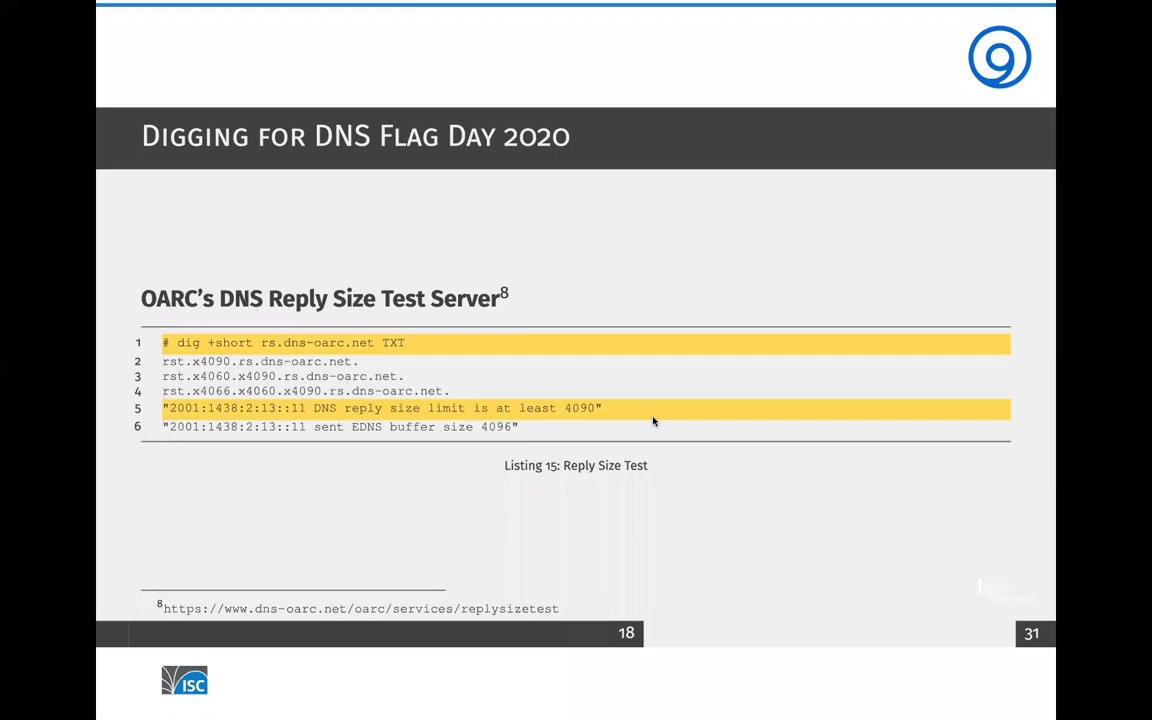 9
Digging for DNS Flag Day 2020
OARC's DNS Reply Size Test Server8
1 # dig +short rs.dns-oarc.net TXT
2 rst.x4090.rs.dns-oarc.net.
3 rst.x4060.x4090.rs.dns-oarc.net.
4 rst.x4066.x4060.x4090.rs.dns-oarc.net.
5 "2001:1438:2:13::11 DNS reply size limit is at least 4090"
6 "2001:1438:2:13::11 sent EDNS buffer size 4096"
Listing 15: Reply Size Test
8https://www.dns-oarc.net/oarc/services/replysizetest
18
31
ISC